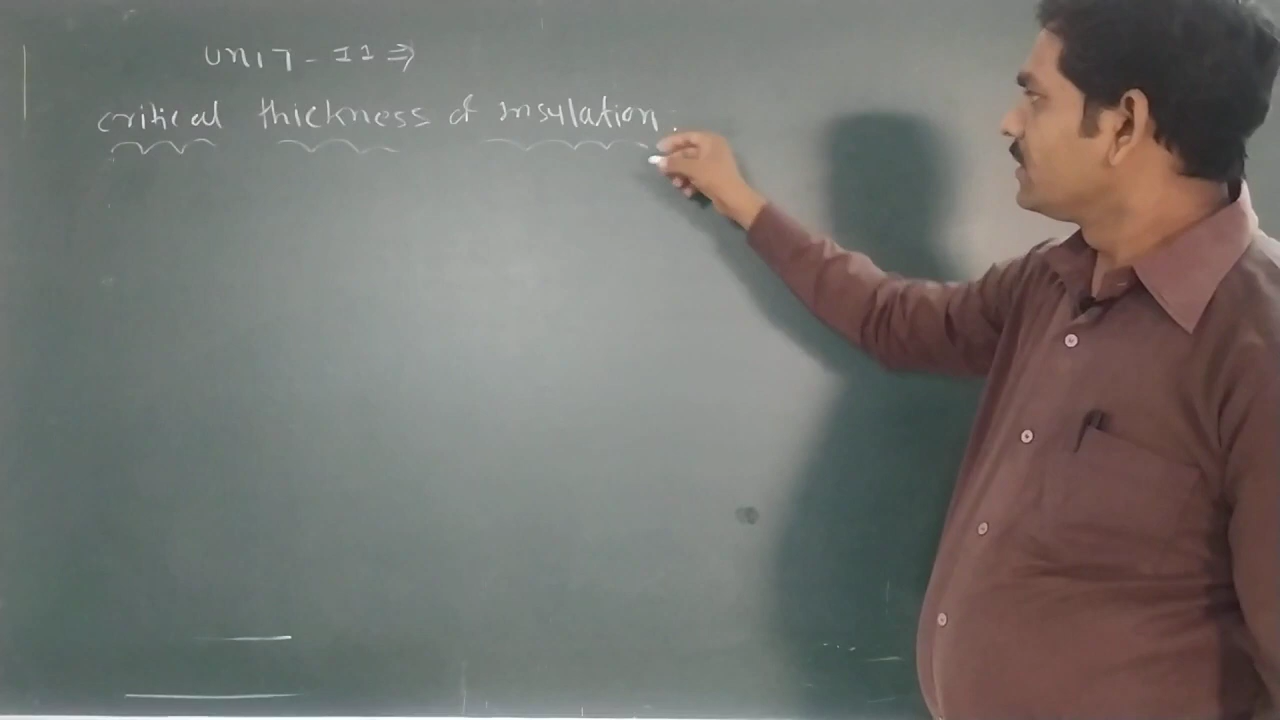 UNIT - II ⇒
critical thickness of insulation.